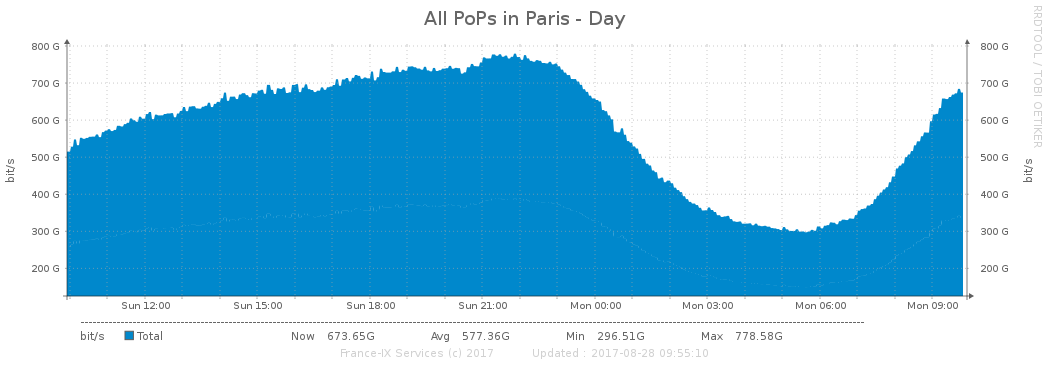 All PoPs in Paris - Day
RRDTOOL / TOBI OETIKER
800 G 800 G
700 G 700 G
600 G 600 G
500 G 500 G
400 G 400 G
300 G 300 G
200 G 200 G
bit/s bit/s
Sun 12:00 Sun 15:00 Sun 18:00 Sun 21:00 Mon 00:00 Mon 03:00 Mon 06:00 Mon 09:00
bit/s Total Now 673.65G Avg 577.36G Min 296.51G Max 778.58G
France-IX Services (c) 2017 Updated : 2017-08-28 09:55:10